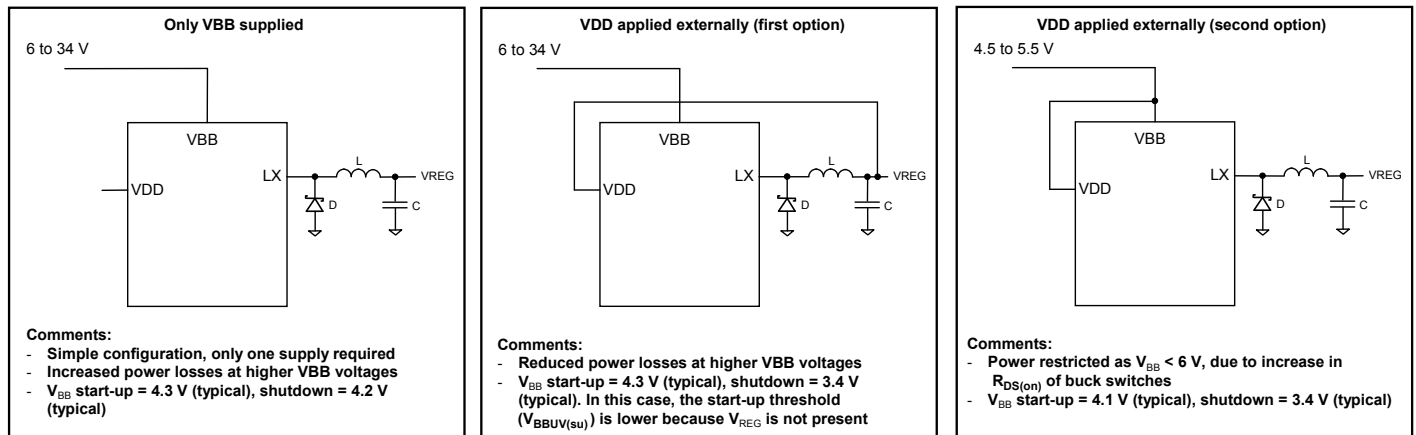 Only VBB supplied
6 to 34 V
VBB
VDD
LX
L
VREG
D
C
Comments:
- Simple configuration, only one supply required
- Increased power losses at higher VBB voltages
- VBB start-up = 4.3 V (typical), shutdown = 4.2 V
(typical)
VDD applied externally (first option)
6 to 34 V
VBB
VDD
LX
L
VREG
D
C
Comments:
- Reduced power losses at higher VBB voltages
- VBB start-up = 4.3 V (typical), shutdown = 3.4 V
(typical). In this case, the start-up threshold
(VBBUV(su)) is lower because VREG is not present
VDD applied externally (second option)
4.5 to 5.5 V
VBB
VDD
LX
L
VREG
D
C
Comments:
- Power restricted as VBB < 6 V, due to increase in
RDS(on) of buck switches
- VBB start-up = 4.1 V (typical), shutdown = 3.4 V (typical)